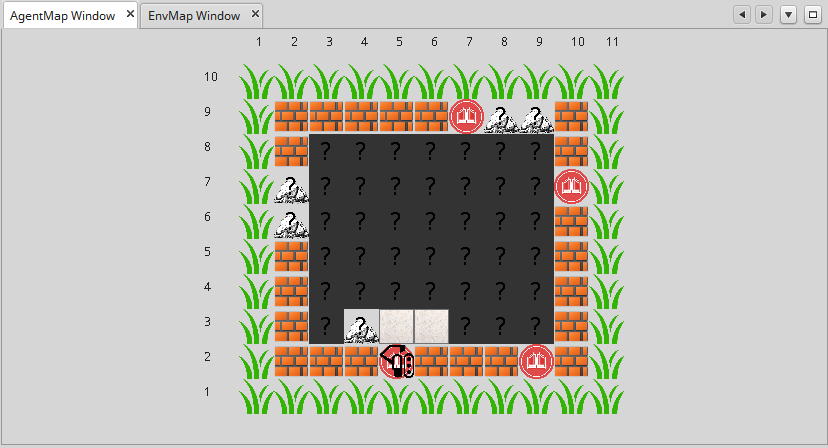 AgentMap Window
EnvMap Window
1 2 3 4 5 6 7 8 9 10 11
10
9 ? ?
8 ? ? ? ? ? ? ?
7 ? ? ? ? ? ? ? ?
6 ? ? ? ? ? ? ? ?
5 ? ? ? ? ? ? ?
4 ? ? ? ? ? ? ?
3 ? ? ? ? ?
2
1